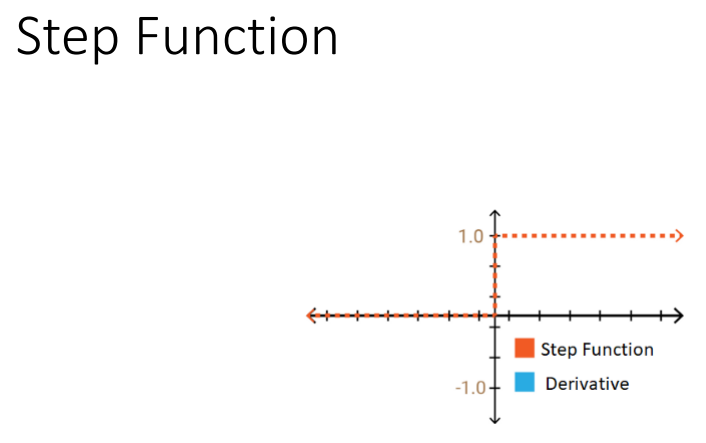 Step Function
1.0
Step Function
Derivative
-1.0